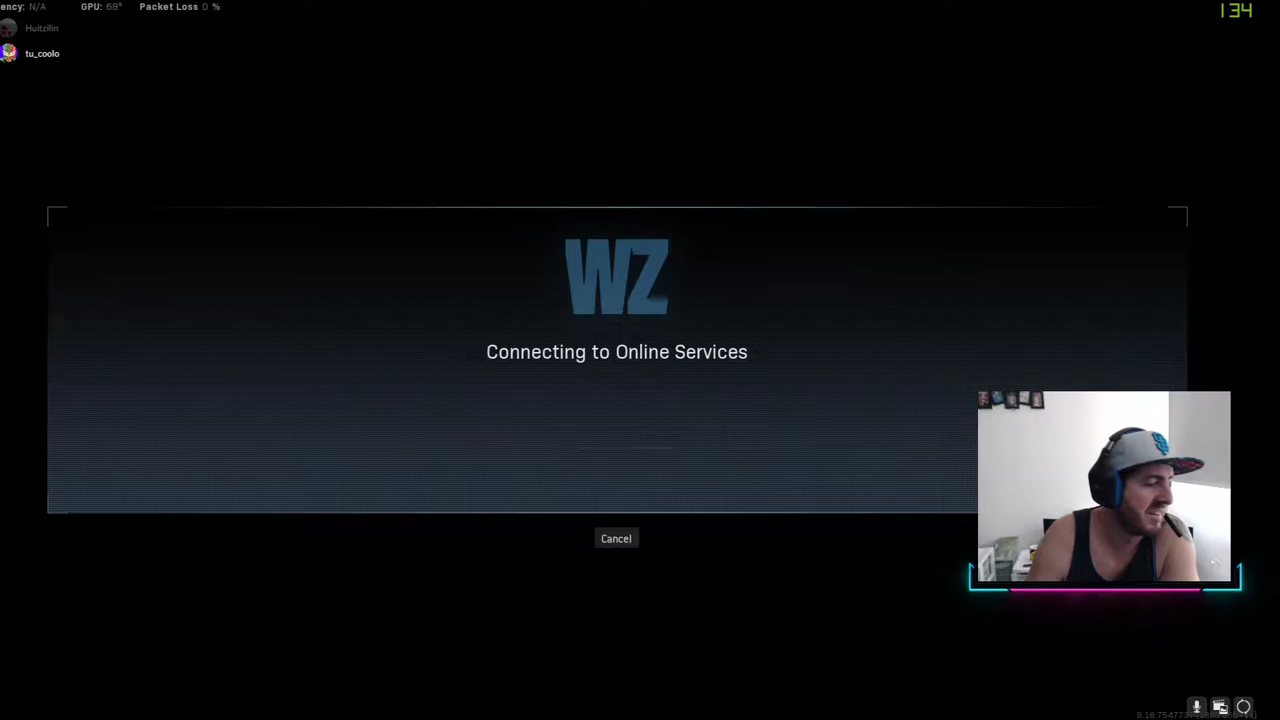 ency: N/A GPU: 68° Packet Loss 0 %
134
Huitzilin
tu_coolo
WZ
Connecting to Online Services
Cancel